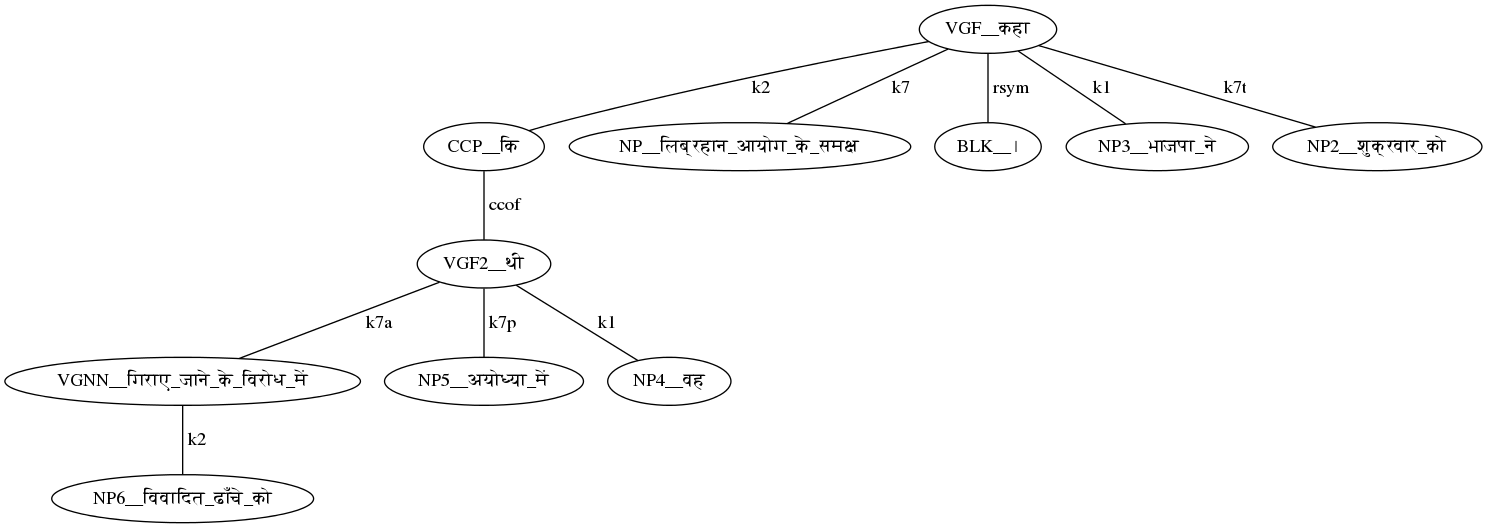 VGF__कहा
k2
k7
rsym
k1
k7t
CCP__कि
NP__लिब्रहान_आयोग_के_समक्ष
BLK__।
NP3__भाजपा_ने
NP2__शुक्रवार_को
ccof
VGF2__थी
k7a
k7p
k1
VGNN__गिराए_जाने_के_विरोध_में
NP5__अयोध्या_में
NP4__वह
k2
NP6__विवादित_ढाँचे_को